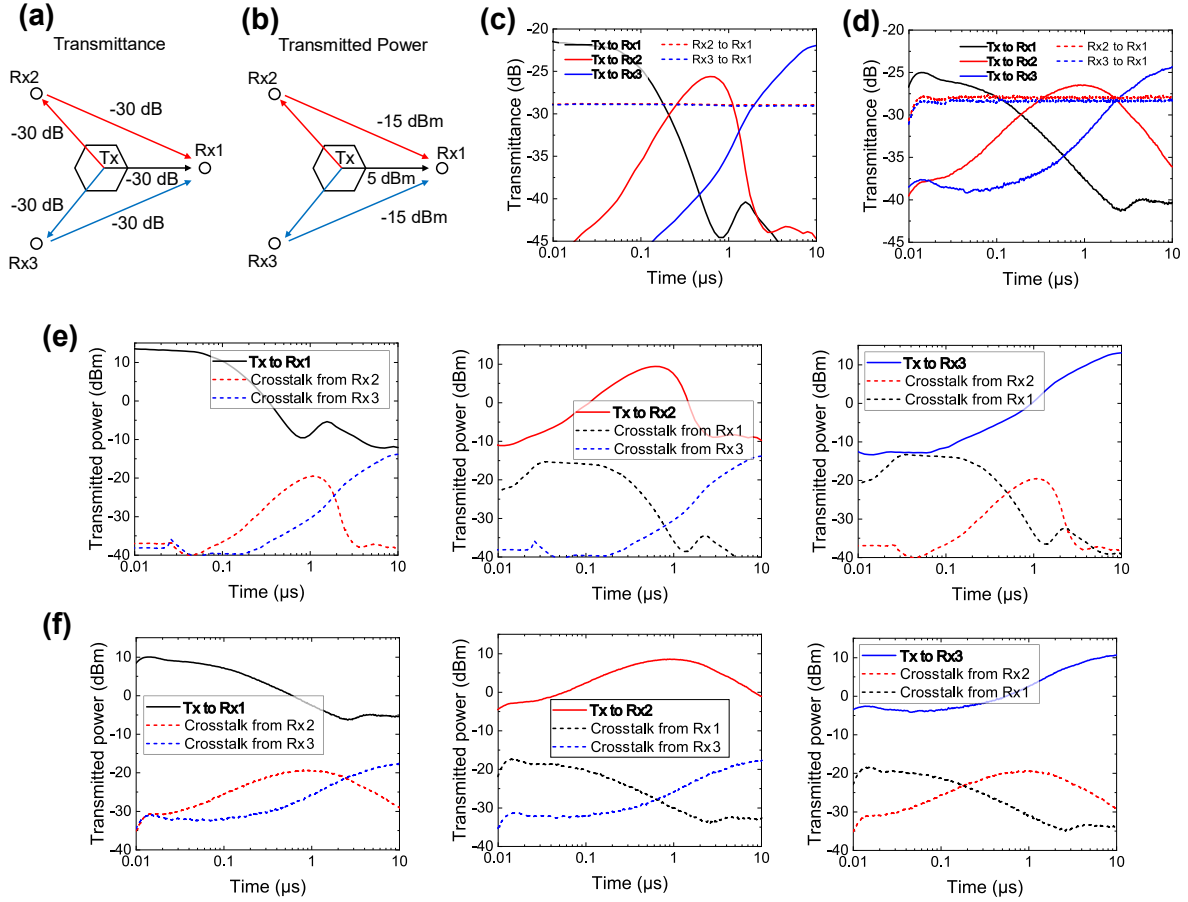 (a)
Transmittance
Rx2
-30 dB
-30 dB
Tx
Rx1
-30 dB
-30 dB
-30 dB
Rx3
(b)
Transmitted Power
Rx2
-15 dBm
Tx
Rx1
5 dBm
-15 dBm
Rx3
(c)
Transmittance (dB)
-20
-25
-30
-35
-40
-45
Tx to Rx1
Tx to Rx2
Tx to Rx3
Rx2 to Rx1
Rx3 to Rx1
0.01
0.1
1
10
Time (μs)
(d)
Transmittance (dB)
-20
-25
-30
-35
-40
-45
Tx to Rx1
Tx to Rx2
Tx to Rx3
Rx2 to Rx1
Rx3 to Rx1
0.01
0.1
1
10
Time (μs)
(e)
Transmitted power (dBm)
10
0
-10
-20
-30
-40
Tx to Rx1
Crosstalk from Rx2
Crosstalk from Rx3
0.01
0.1
1
10
Time (μs)
Transmitted power (dBm)
10
0
-10
-20
-30
-40
Tx to Rx2
Crosstalk from Rx1
Crosstalk from Rx3
0.01
0.1
1
10
Time (μs)
Transmitted power (dBm)
10
0
-10
-20
-30
-40
Tx to Rx3
Crosstalk from Rx2
Crosstalk from Rx1
0.01
0.1
1
10
Time (μs)
(f)
Transmitted power (dBm)
10
0
-10
-20
-30
-40
Tx to Rx1
Crosstalk from Rx2
Crosstalk from Rx3
0.01
0.1
1
10
Time (μs)
Transmitted power (dBm)
10
0
-10
-20
-30
-40
Tx to Rx2
Crosstalk from Rx1
Crosstalk from Rx3
0.01
0.1
1
10
Time (μs)
Transmitted power (dBm)
10
0
-10
-20
-30
-40
Tx to Rx3
Crosstalk from Rx2
Crosstalk from Rx1
0.01
0.1
1
10
Time (μs)